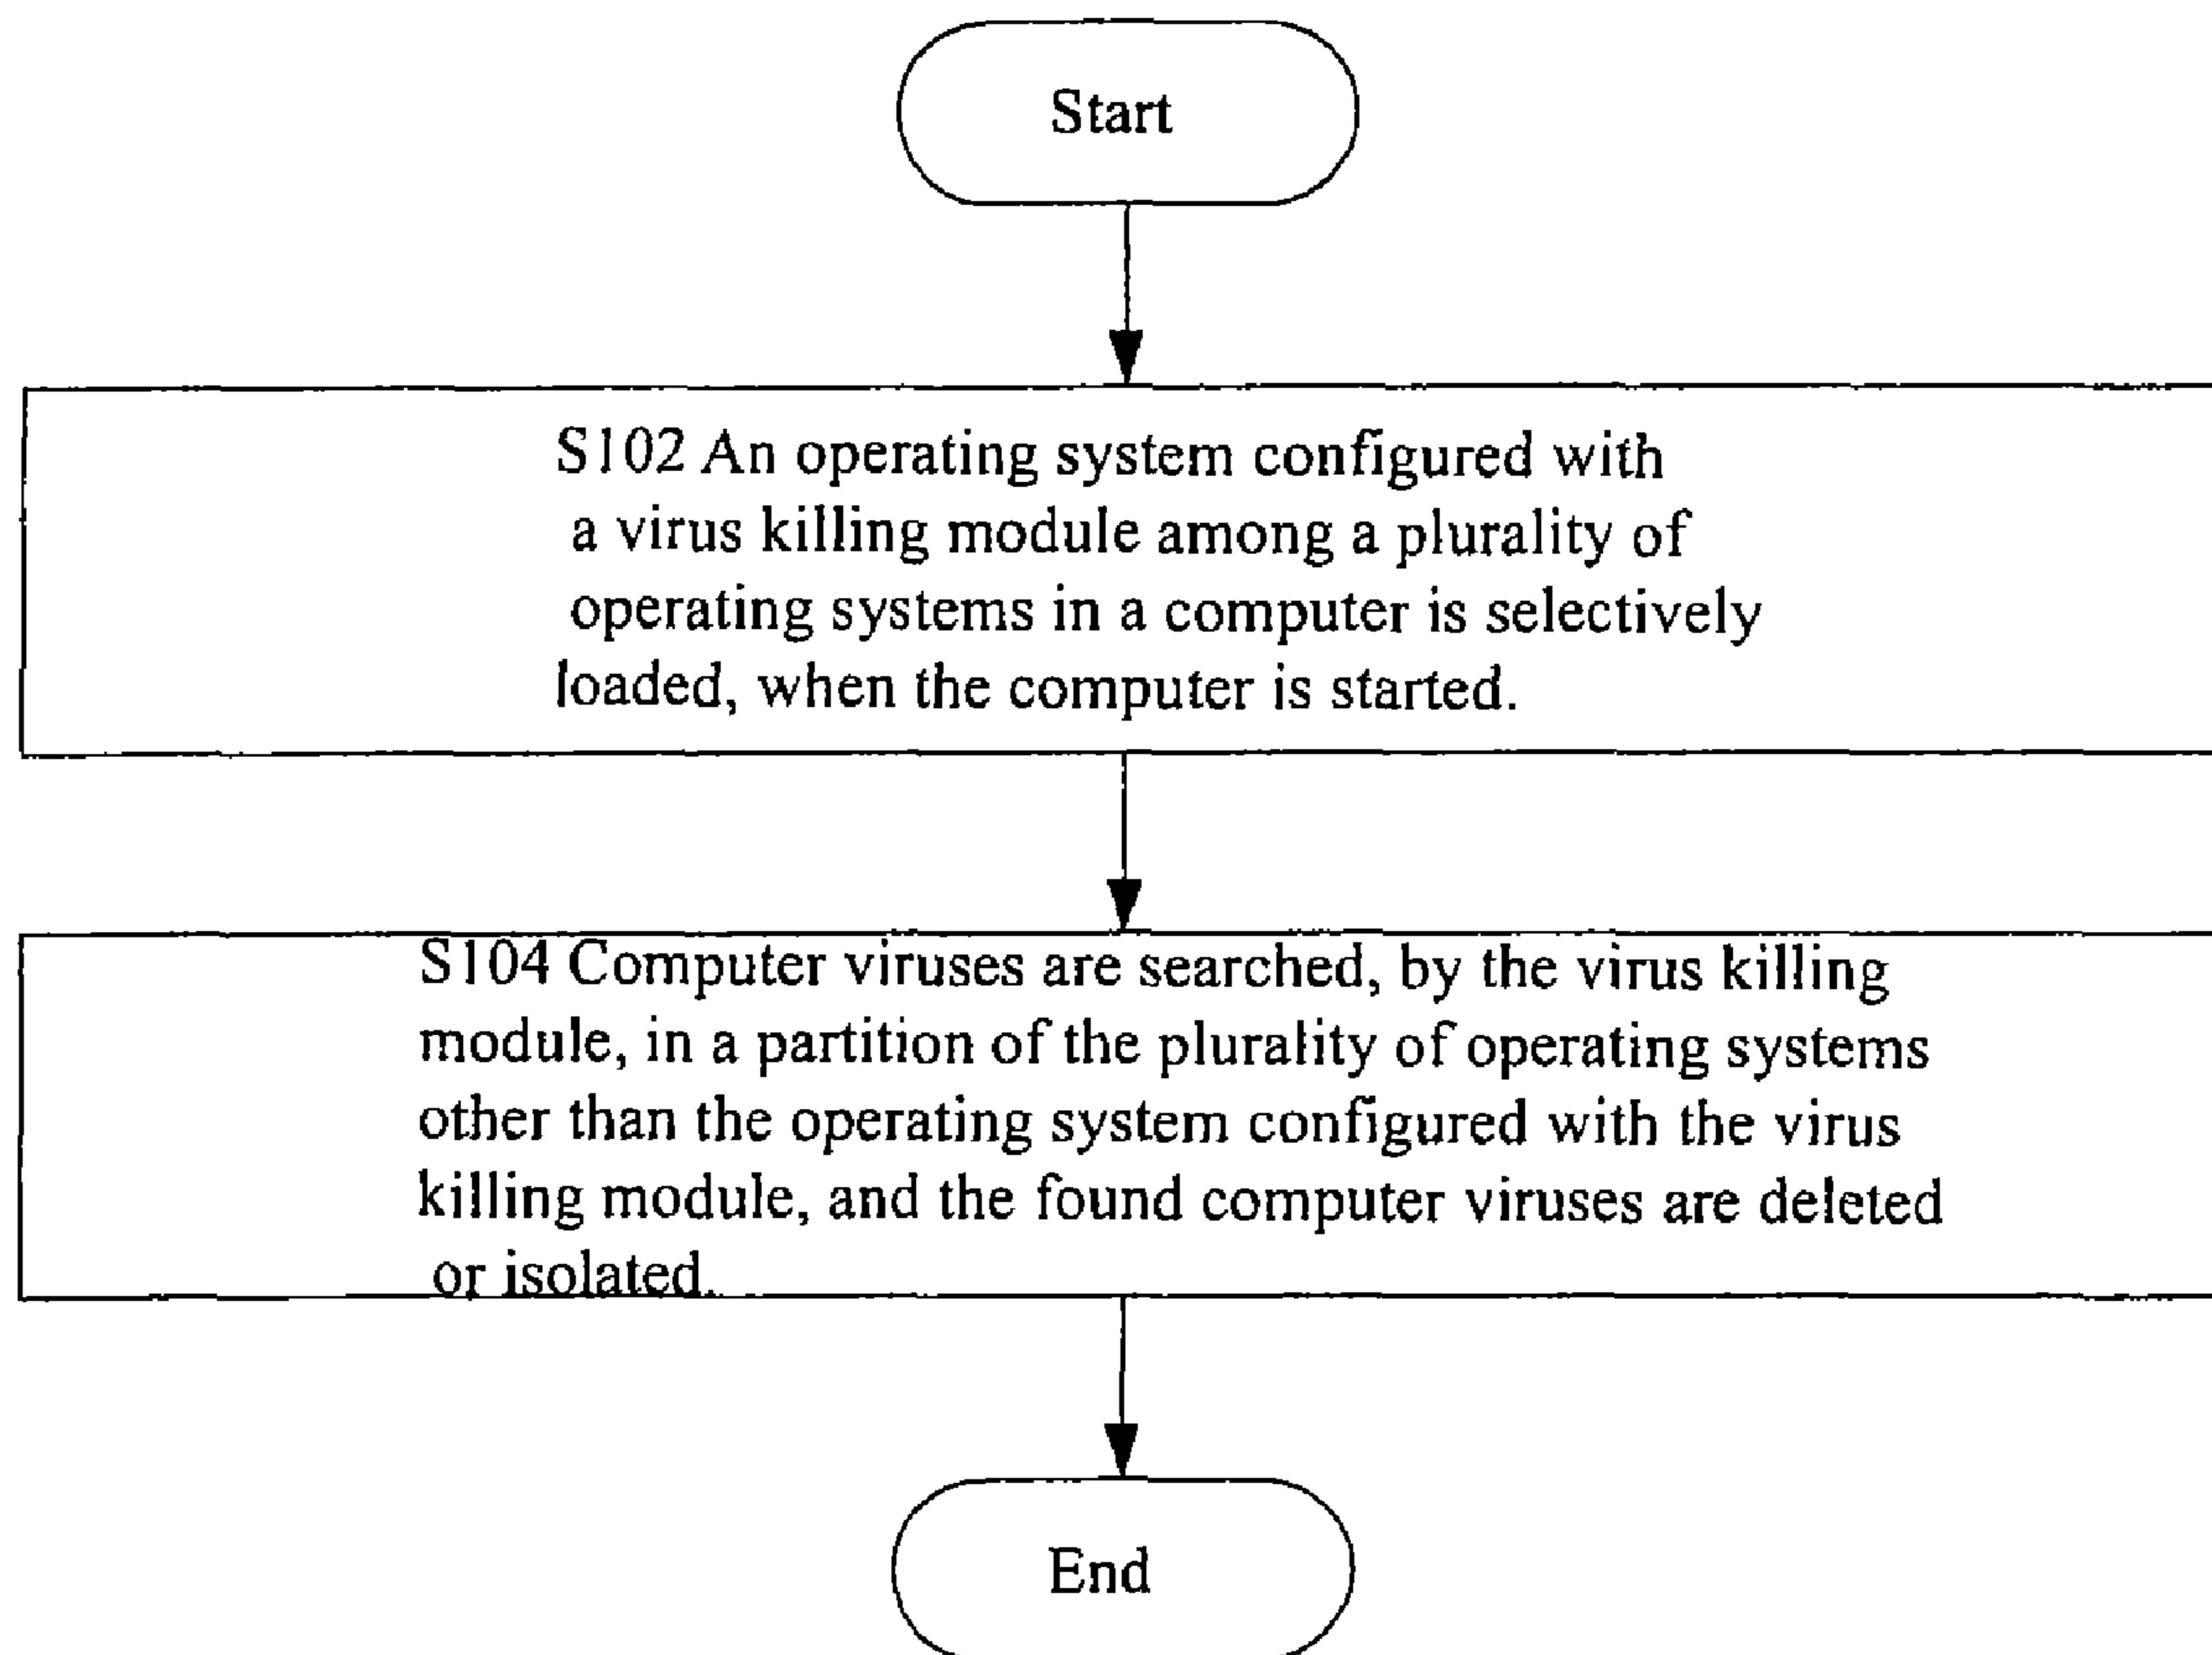 Start
S102 An operating system configured with
a virus killing module among a plurality of
operating systems in a computer is selectively
loaded, when the computer is started.
S104 Computer viruses are searched, by the virus killing
module, in a partition of the plurality of operating systems
other than the operating system configured with the virus
killing module, and the found computer viruses are deleted
or isolated.
End